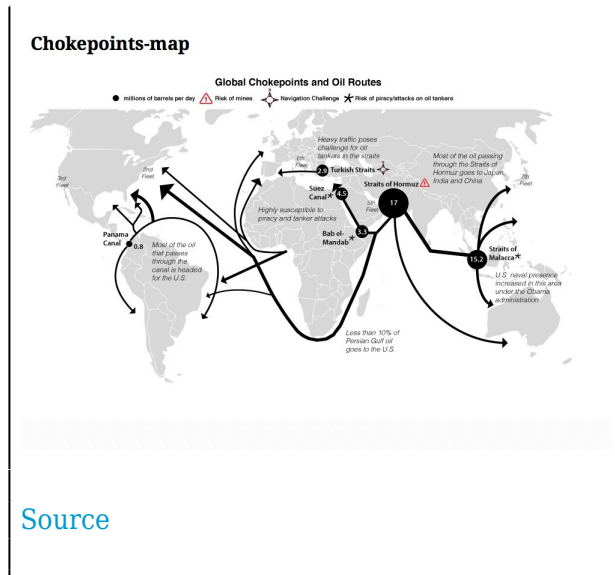 Chokepoints-map
Global Chokepoints and Oil Routes
millions of barrels per day
Risk of mines
Navigation Challenge
Risk of piracy/attacks on oil tankers
Heavy traffic poses
challenge for oil
tankers in the straits
6th
Fleet
2.9 Turkish Straits
Most of the oil passing
through the Straits of
Hormuz goes to Japan,
India and China
7th
Fleet
2nd
Fleet
3rd
Fleet
Straits of Hormuz
17
Suez
Canal
4.5
5th
Fleet
Highly susceptible to
piracy and tanker attacks
Bab el-
Mandab
3.3
Panama
Canal
0.8
Most of the oil
that passes
through the
canal is headed
for the U.S.
Straits of
Malacca
15.2
U.S. naval presence
increased in this area
under the Obama
administration
Less than 10% of
Persian Gulf oil
goes to the U.S.
Source